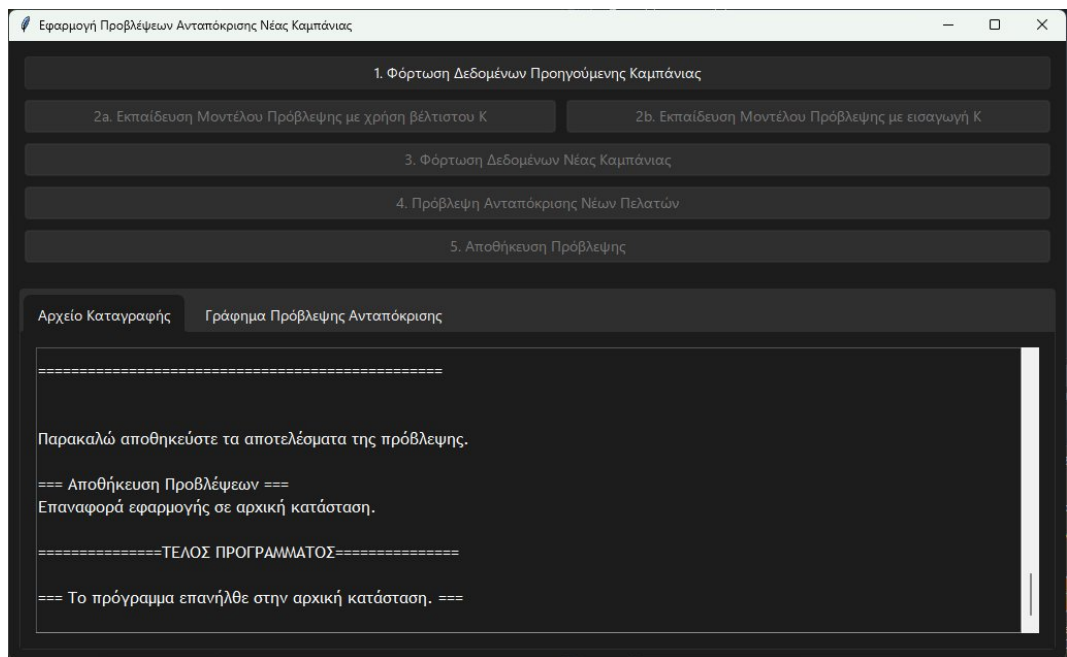 Εφαρμογή Προβλέψεων Ανταπόκρισης Νέας Καμπάνιας
1. Φόρτωση Δεδομένων Προηγούμενης Καμπάνιας
2a. Εκπαίδευση Μοντέλου Πρόβλεψης με χρήση βέλτιστου Κ
2b. Εκπαίδευση Μοντέλου Πρόβλεψης με εισαγωγή Κ
3. Φόρτωση Δεδομένων Νέας Καμπάνιας
4. Πρόβλεψη Ανταπόκρισης Νέων Πελατών
5. Αποθήκευση Πρόβλεψης
Αρχείο Καταγραφής
Γράφημα Πρόβλεψης Ανταπόκρισης
=================================================
Παρακαλώ αποθηκεύστε τα αποτελέσματα της πρόβλεψης.
=== Αποθήκευση Προβλέψεων ===
Επαναφορά εφαρμογής σε αρχική κατάσταση.
===============ΤΕΛΟΣ ΠΡΟΓΡΑΜΜΑΤΟΣ===============
=== Το πρόγραμμα επανήλθε στην αρχική κατάσταση. ===